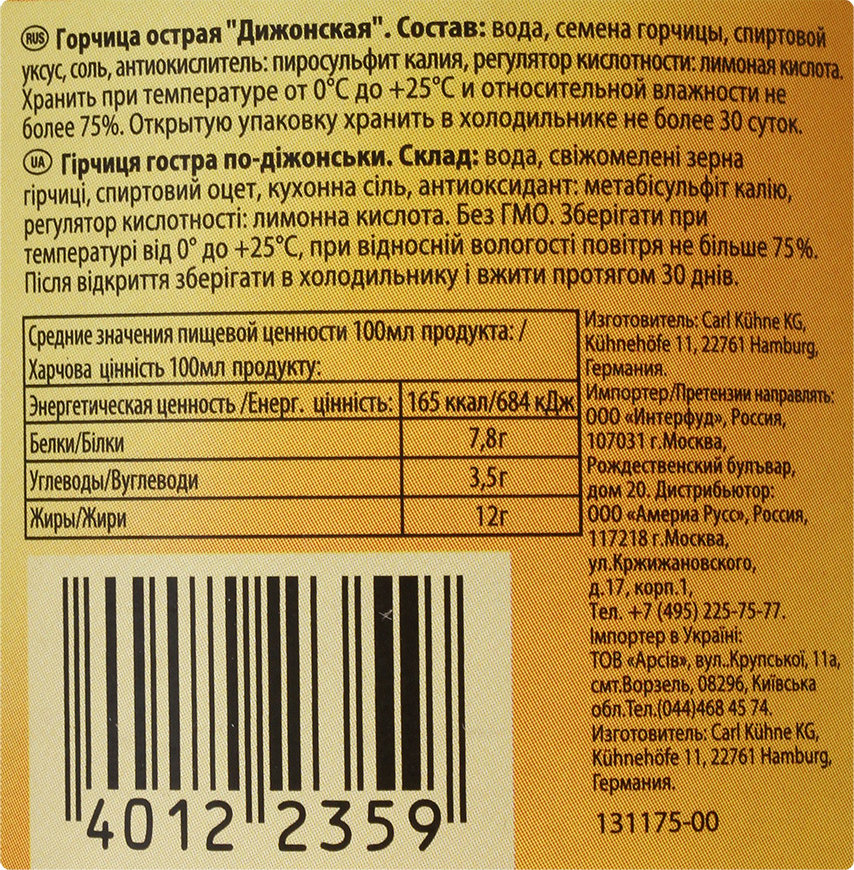 RUS Горчица острая "Дижонская". Состав: вода, семена горчицы, спиртовой
уксус, соль, антиокислитель: пиросульфит калия, регулятор кислотности: лимоная кислота.
Хранить при температуре от 0°C до +25°C и относительной влажности не
более 75%. Открытую упаковку хранить в холодильнике не более 30 суток.
UA Гірчиця гостра по-діжонськи. Склад: вода, свіжомелені зерна
гірчиці, спиртовий оцет, кухонна сіль, антиоксидант: метабісульфіт калію,
регулятор кислотності: лимонна кислота. Без ГМО. Зберігати при
температурі від 0° до +25°C, при відносній вологості повітря не більше 75%.
Після відкриття зберігати в холодильнику і вжити протягом 30 днів.
Средние значения пищевой ценности 100мл продукта: /
Харчова цінність 100мл продукту:
Энергетическая ценность /Енерг. цінність: 165 ккал/684 кДж
Белки/Білки 7,8г
Углеводы/Вуглеводи 3,5г
Жиры/Жири 12г
Изготовитель: Carl Kühne KG,
Kühnehöfe 11, 22761 Hamburg,
Германия.
Импортер/Претензии направлять:
ООО «Интерфуд», Россия,
107031 г.Москва,
Рождественский булъвар,
дом 20. Дистрибьютор:
ООО «Америа Русс», Россия,
117218 г.Москва,
ул.Кржижановского,
д.17, корп.1,
Тел. +7 (495) 225-75-77.
Імпортер в Україні:
ТОВ «Арсів», вул..Крупської, 11а,
смт.Ворзель, 08296, Київська
обл.Тел.(044)468 45 74.
Изготовитель: Carl Kühne KG,
Kühnehöfe 11, 22761 Hamburg,
Германия.
131175-00
4012 2359